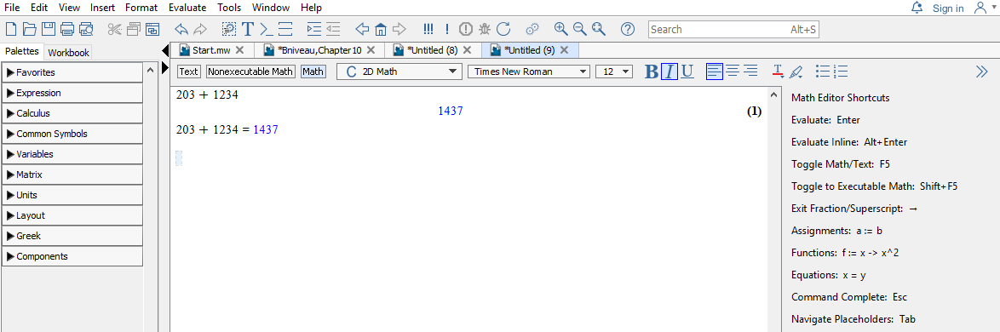 File Edit View Insert Format Evaluate Tools Window Help Sign in
Search Alt+S
Palettes Workbook Start.mw *Bniveau,Chapter10 *Untitled (8) *Untitled (9)
Text Nonexecutable Math Math C 2D Math Times New Roman 12 B I U
Favorites
Expression
Calculus
Common Symbols
Variables
Matrix
Units
Layout
Greek
Components
203 + 1234
1437 (1)
203 + 1234 = 1437
Math Editor Shortcuts
Evaluate: Enter
Evaluate Inline: Alt+Enter
Toggle Math/Text: F5
Toggle to Executable Math: Shift+F5
Exit Fraction/Superscript: →
Assignments: a := b
Functions: f := x -> x^2
Equations: x = y
Command Complete: Esc
Navigate Placeholders: Tab